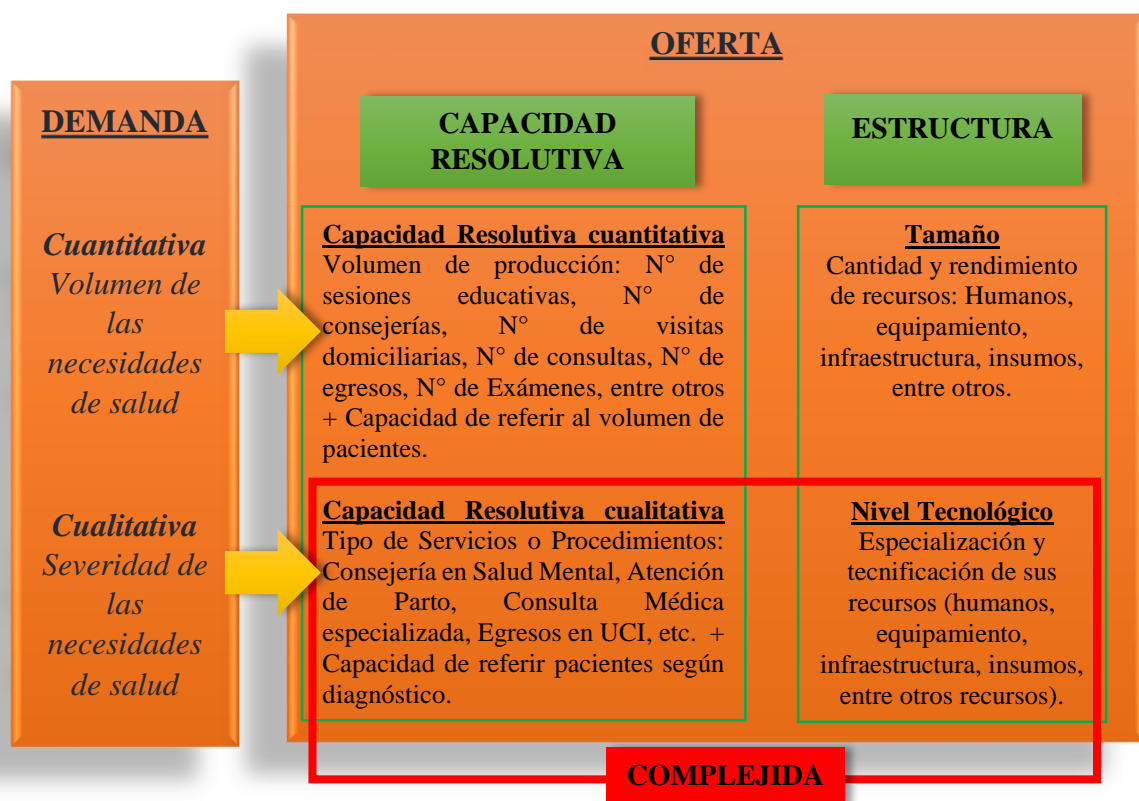 OFERTA
DEMANDA
CAPACIDAD
RESOLUTIVA
ESTRUCTURA
Cuantitativa
Volumen de
las
necesidades
de salud
Capacidad Resolutiva cuantitativa
Volumen de producción: N° de
sesiones educativas, N° de
consejerías, N° de visitas
domiciliarias, N° de consultas, N° de
egresos, N° de Exámenes, entre otros
+ Capacidad de referir al volumen de
pacientes.
Tamaño
Cantidad y rendimiento
de recursos: Humanos,
equipamiento,
infraestructura, insumos,
entre otros.
Cualitativa
Severidad de
las
necesidades
de salud
Capacidad Resolutiva cualitativa
Tipo de Servicios o Procedimientos:
Consejería en Salud Mental, Atención
de Parto, Consulta Médica
especializada, Egresos en UCI, etc. +
Capacidad de referir pacientes según
diagnóstico.
Nivel Tecnológico
Especialización y
tecnificación de sus
recursos (humanos,
equipamiento,
infraestructura, insumos,
entre otros recursos).
COMPLEJIDA